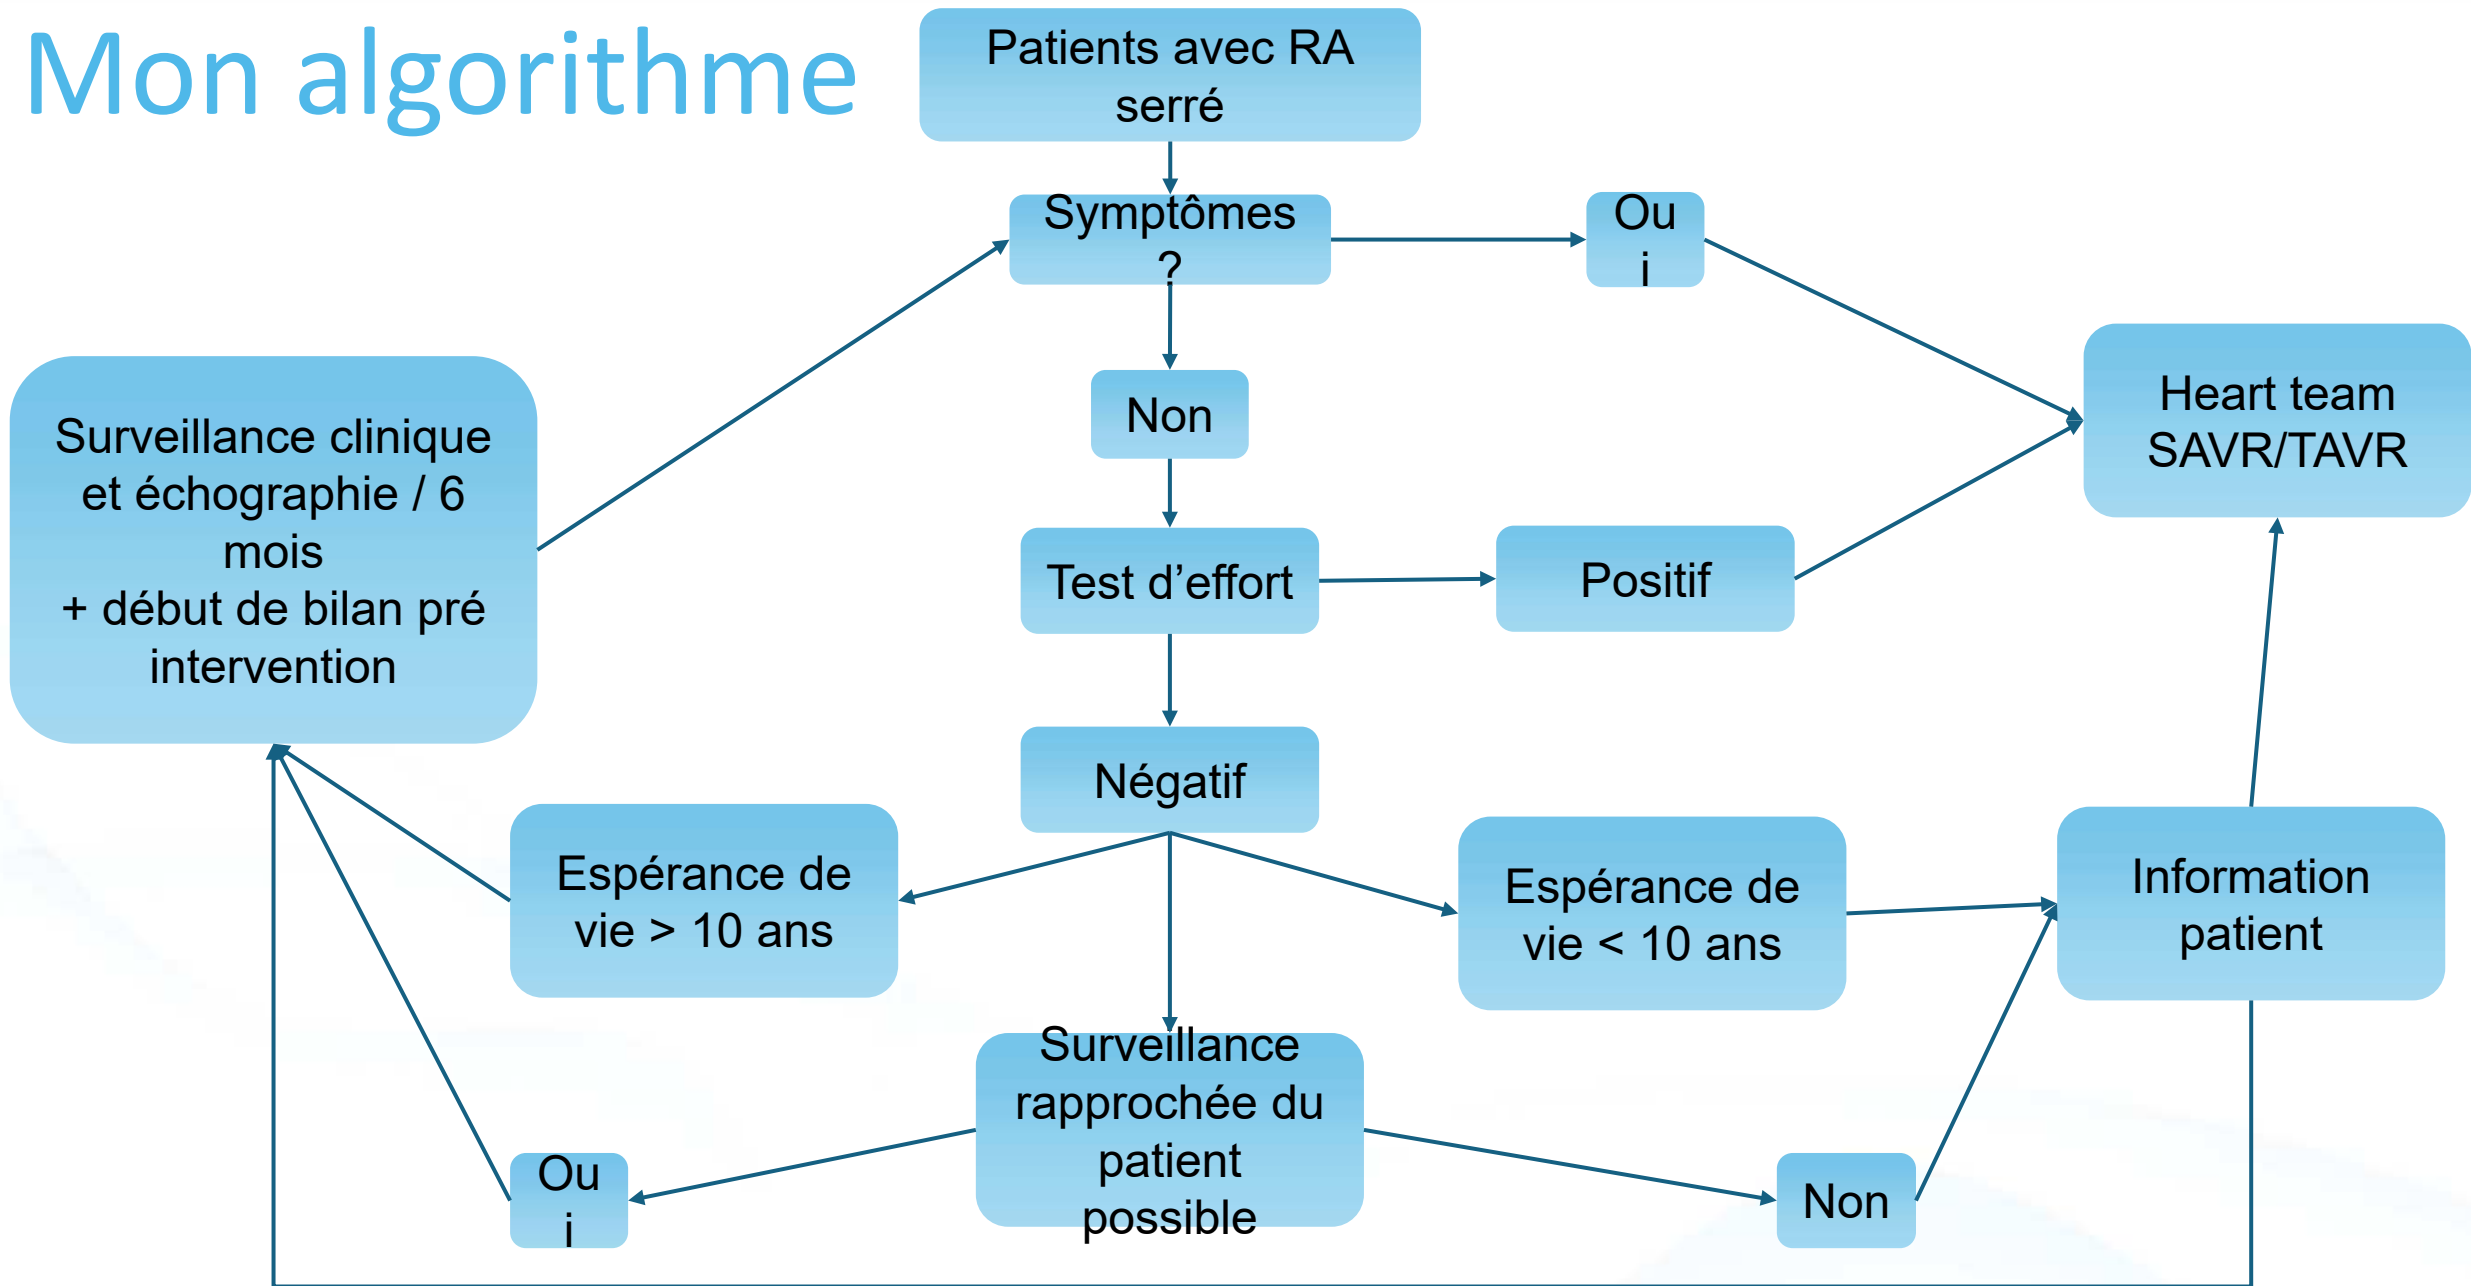 Mon algorithme
Patients avec RA
serré
Symptômes
?
Ou
i
Non
Heart team
SAVR/TAVR
Surveillance clinique
et échographie / 6
mois
+ début de bilan pré
intervention
Test d’effort
Positif
Négatif
Espérance de
vie > 10 ans
Espérance de
vie < 10 ans
Information
patient
Surveillance
rapprochée du
patient
possible
Ou
i
Non